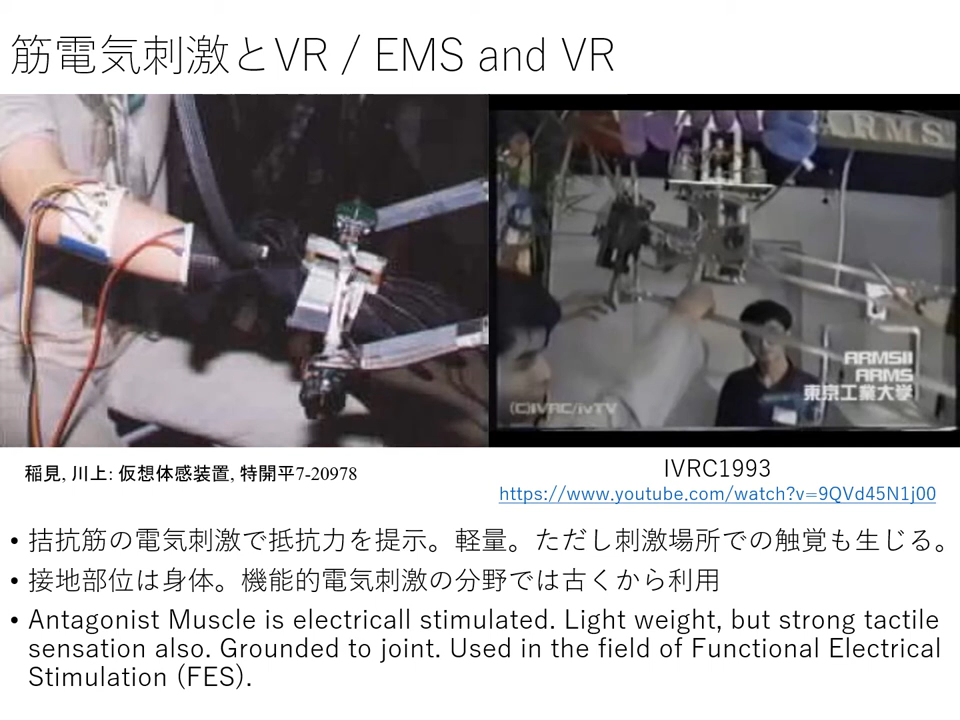 筋電気刺激とVR / EMS and VR
ARMS
ARMSII
ARMS
東京工業大学
(C)IVRC/ivTV
稲見, 川上: 仮想体感装置, 特開平7-20978
IVRC1993
https://www.youtube.com/watch?v=9QVd45N1j00
• 拮抗筋の電気刺激で抵抗力を提示。軽量。ただし刺激場所での触覚も生じる。
• 接地部位は身体。機能的電気刺激の分野では古くから利用
• Antagonist Muscle is electricall stimulated. Light weight, but strong tactile
sensation also. Grounded to joint. Used in the field of Functional Electrical
Stimulation (FES).